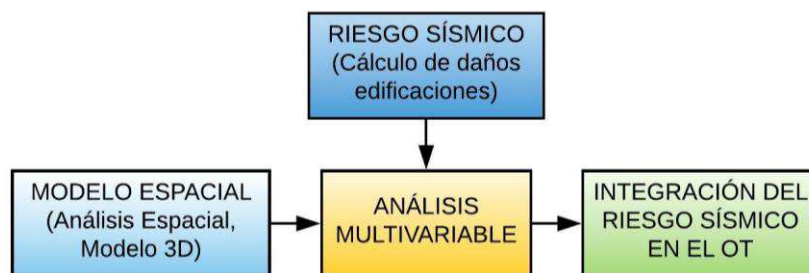 RIESGO SÍSMICO
(Cálculo de daños
edificaciones)
MODELO ESPACIAL
(Análisis Espacial,
Modelo 3D)
ANÁLISIS
MULTIVARIABLE
INTEGRACIÓN DEL
RIESGO SÍSMICO
EN EL OT